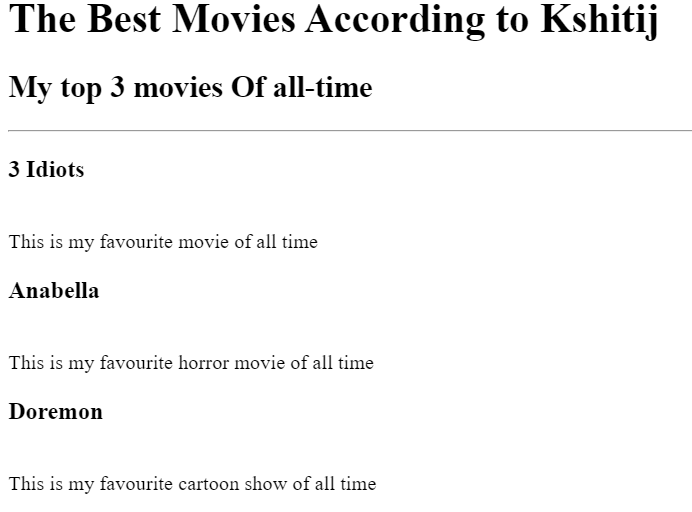 The Best Movies According to Kshitij
My top 3 movies Of all-time
3 Idiots
This is my favourite movie of all time
Anabella
This is my favourite horror movie of all time
Doremon
This is my favourite cartoon show of all time